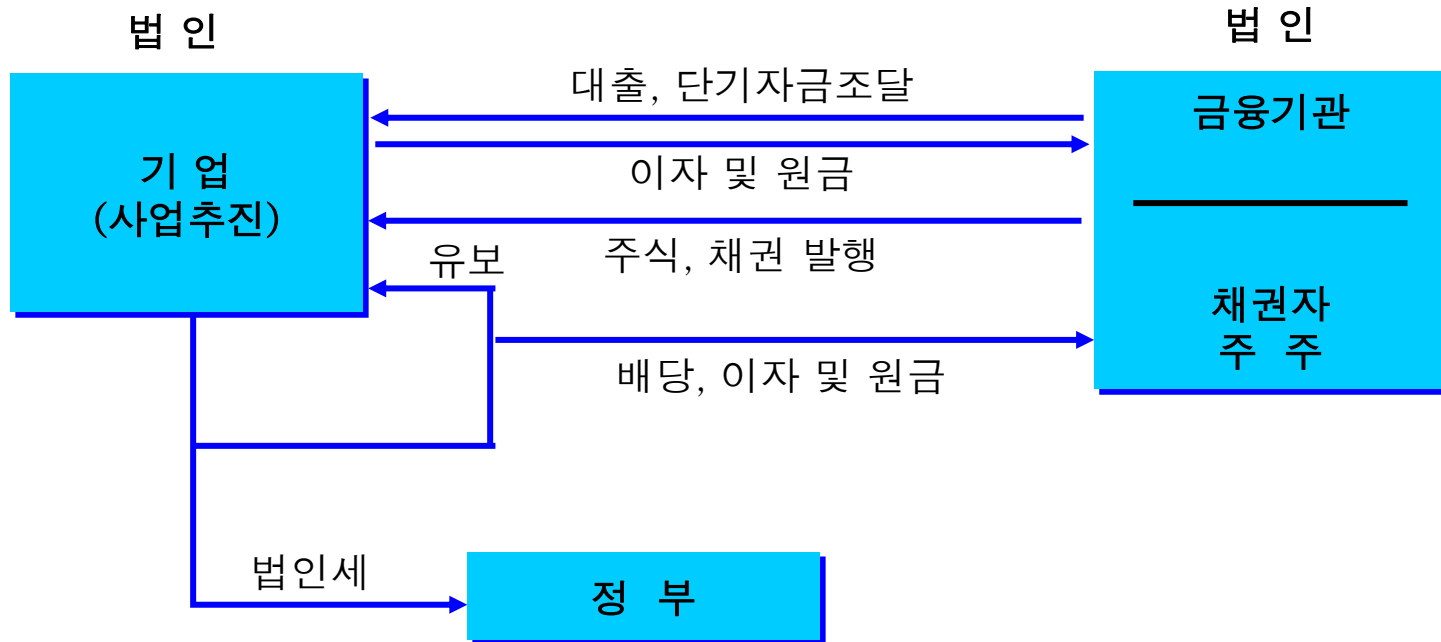 법 인
법 인
대출, 단기자금조달
금융기관
기 업
(사업추진)
이자 및 원금
유보
주식, 채권 발행
채권자
주 주
배당, 이자 및 원금
법인세
정 부